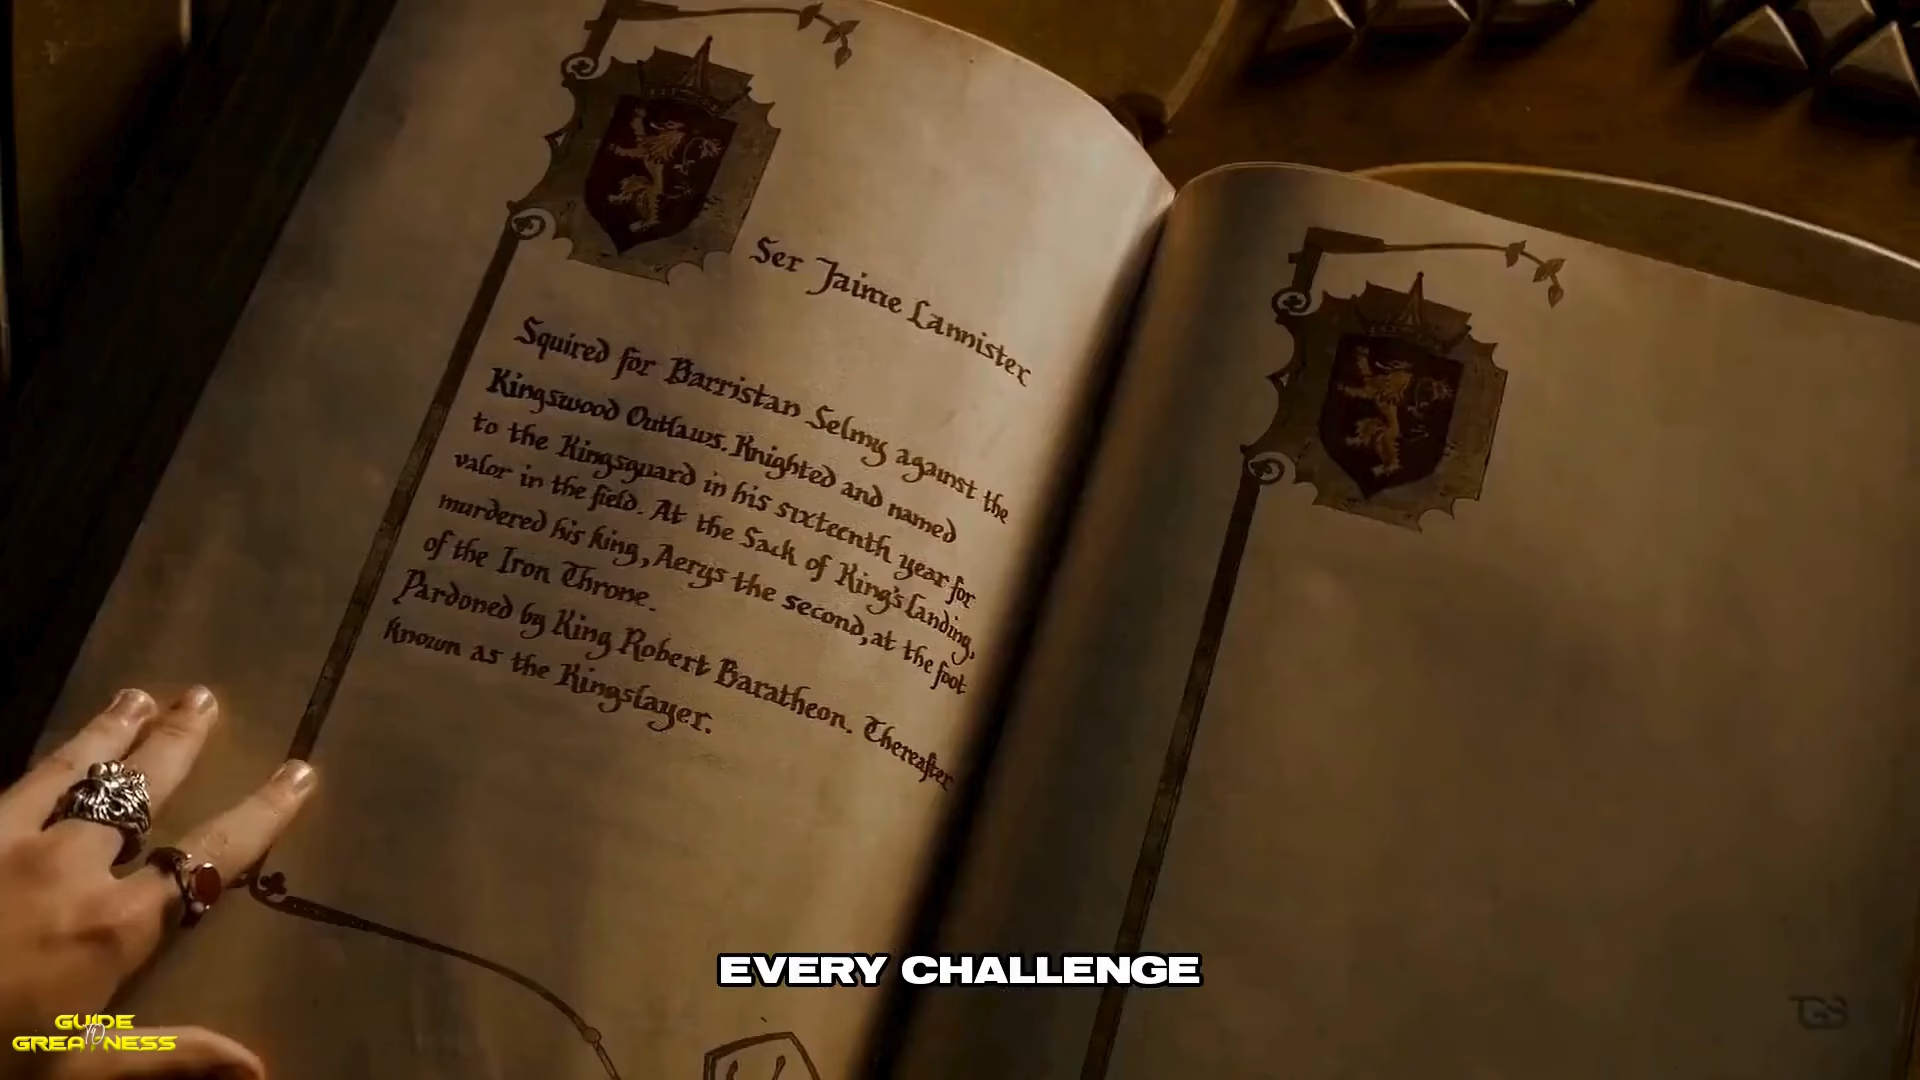 Ser Jaime Lannister
Squired for Barristan Selmy against the
Kingswood Outlaws. Knighted and named
to the Kingsguard in his sixteenth year for
valor in the field. At the Sack of King's Landing,
murdered his king, Aerys the second, at the foot
of the Iron Throne.
Pardoned by King Robert Baratheon. Thereafter
known as the Kingslayer.
EVERY CHALLENGE
GUIDE
TO
GREATNESS
TGS